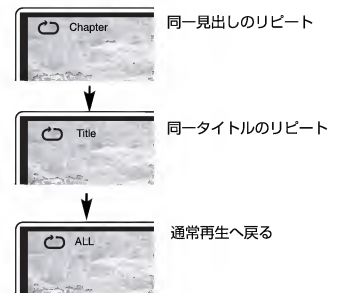 Chapter
同一見出しのリピート
Title
同一タイトルのリピート
ALL
通常再生へ戻る